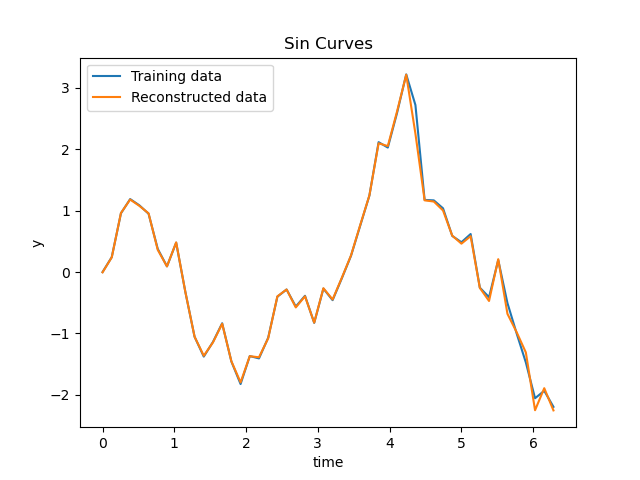 Sin Curves
Training data
Reconstructed data
3
2
1
0
−1
−2
y
0 1 2 3 4 5 6
time